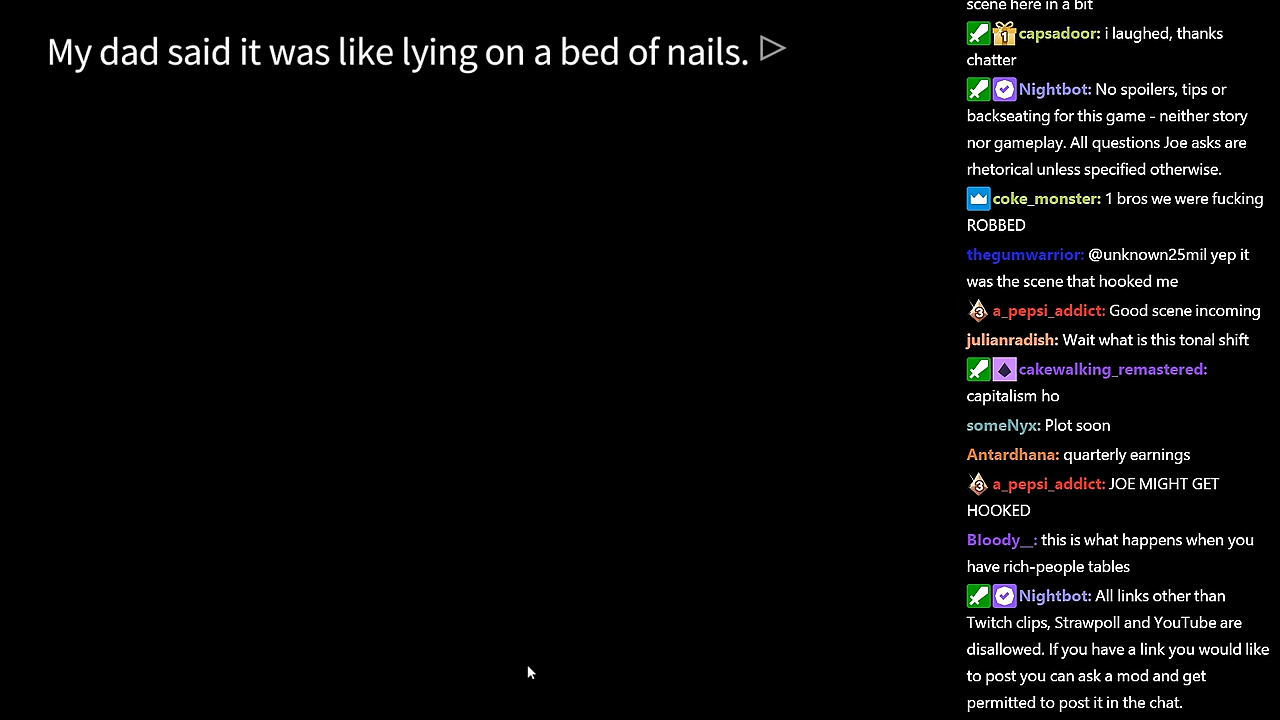 My dad said it was like lying on a bed of nails.
scene here in a bit
capsadoor: i laughed, thanks
chatter
Nightbot: No spoilers, tips or
backseating for this game - neither story
nor gameplay. All questions Joe asks are
rhetorical unless specified otherwise.
coke_monster: 1 bros we were fucking
ROBBED
thegumwarrior: @unknown25mil yep it
was the scene that hooked me
3 a_pepsi_addict: Good scene incoming
julianradish: Wait what is this tonal shift
cakewalking_remastered:
capitalism ho
someNyx: Plot soon
Antardhana: quarterly earnings
3 a_pepsi_addict: JOE MIGHT GET
HOOKED
Bloody__: this is what happens when you
have rich-people tables
Nightbot: All links other than
Twitch clips, Strawpoll and YouTube are
disallowed. If you have a link you would like
to post you can ask a mod and get
permitted to post it in the chat.